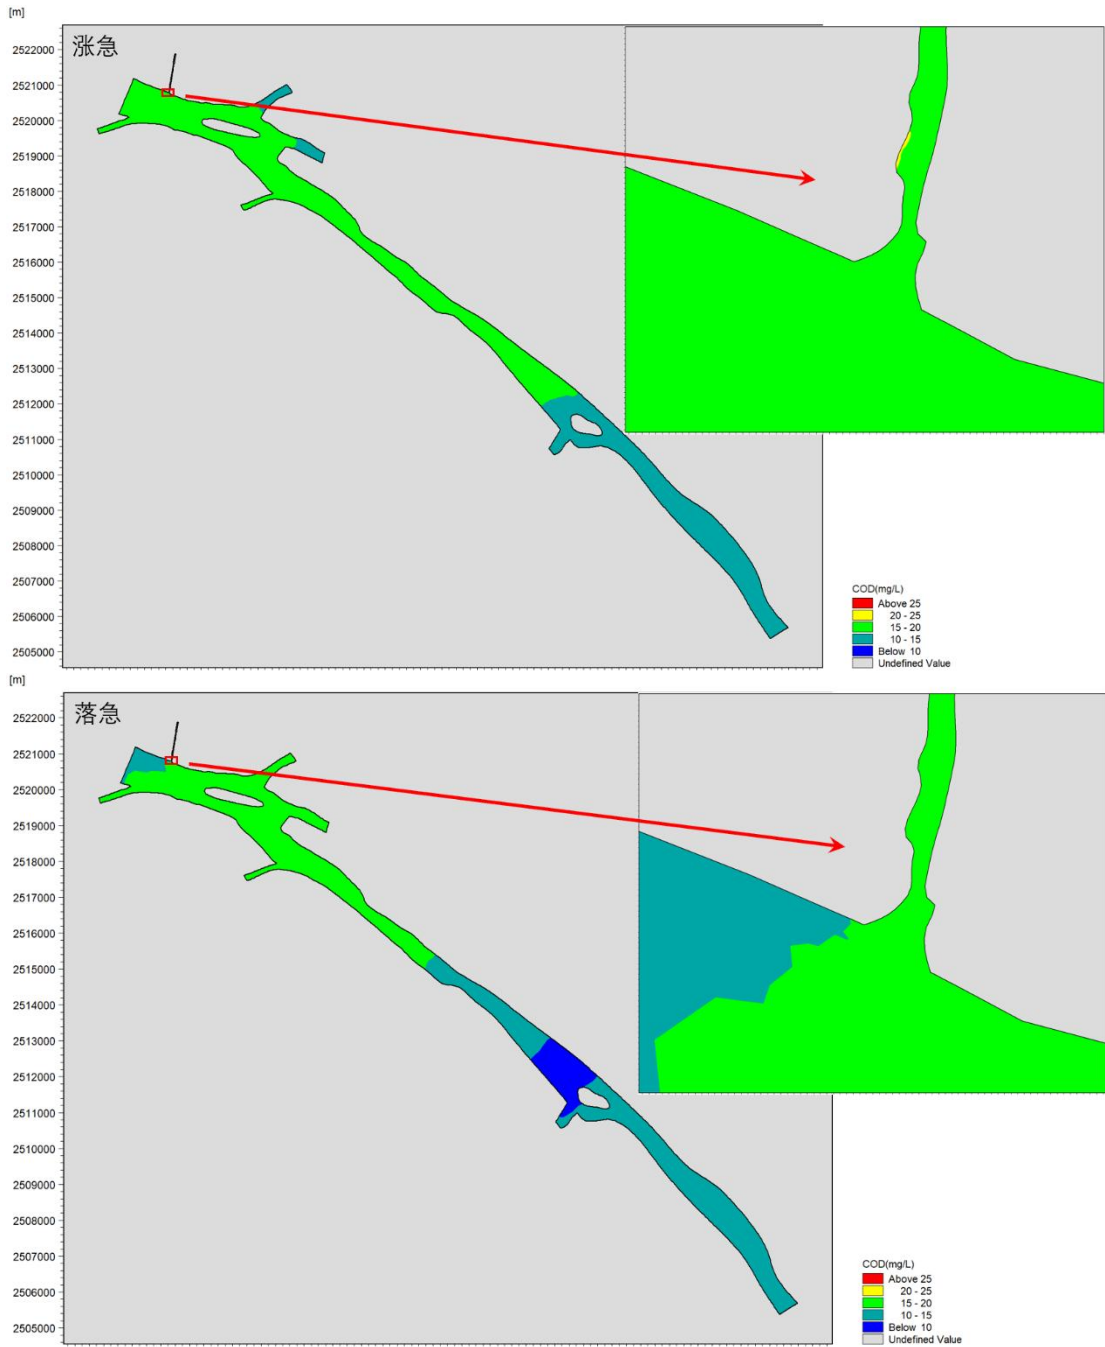 [m]
涨急
2522000
2521000
2520000
2519000
2518000
2517000
2516000
2515000
2514000
2513000
2512000
2511000
2510000
2509000
2508000
2507000
2506000
2505000
COD(mg/L)
Above 25
20 - 25
15 - 20
10 - 15
Below 10
Undefined Value
[m]
落急
2522000
2521000
2520000
2519000
2518000
2517000
2516000
2515000
2514000
2513000
2512000
2511000
2510000
2509000
2508000
2507000
2506000
2505000
COD(mg/L)
Above 25
20 - 25
15 - 20
10 - 15
Below 10
Undefined Value